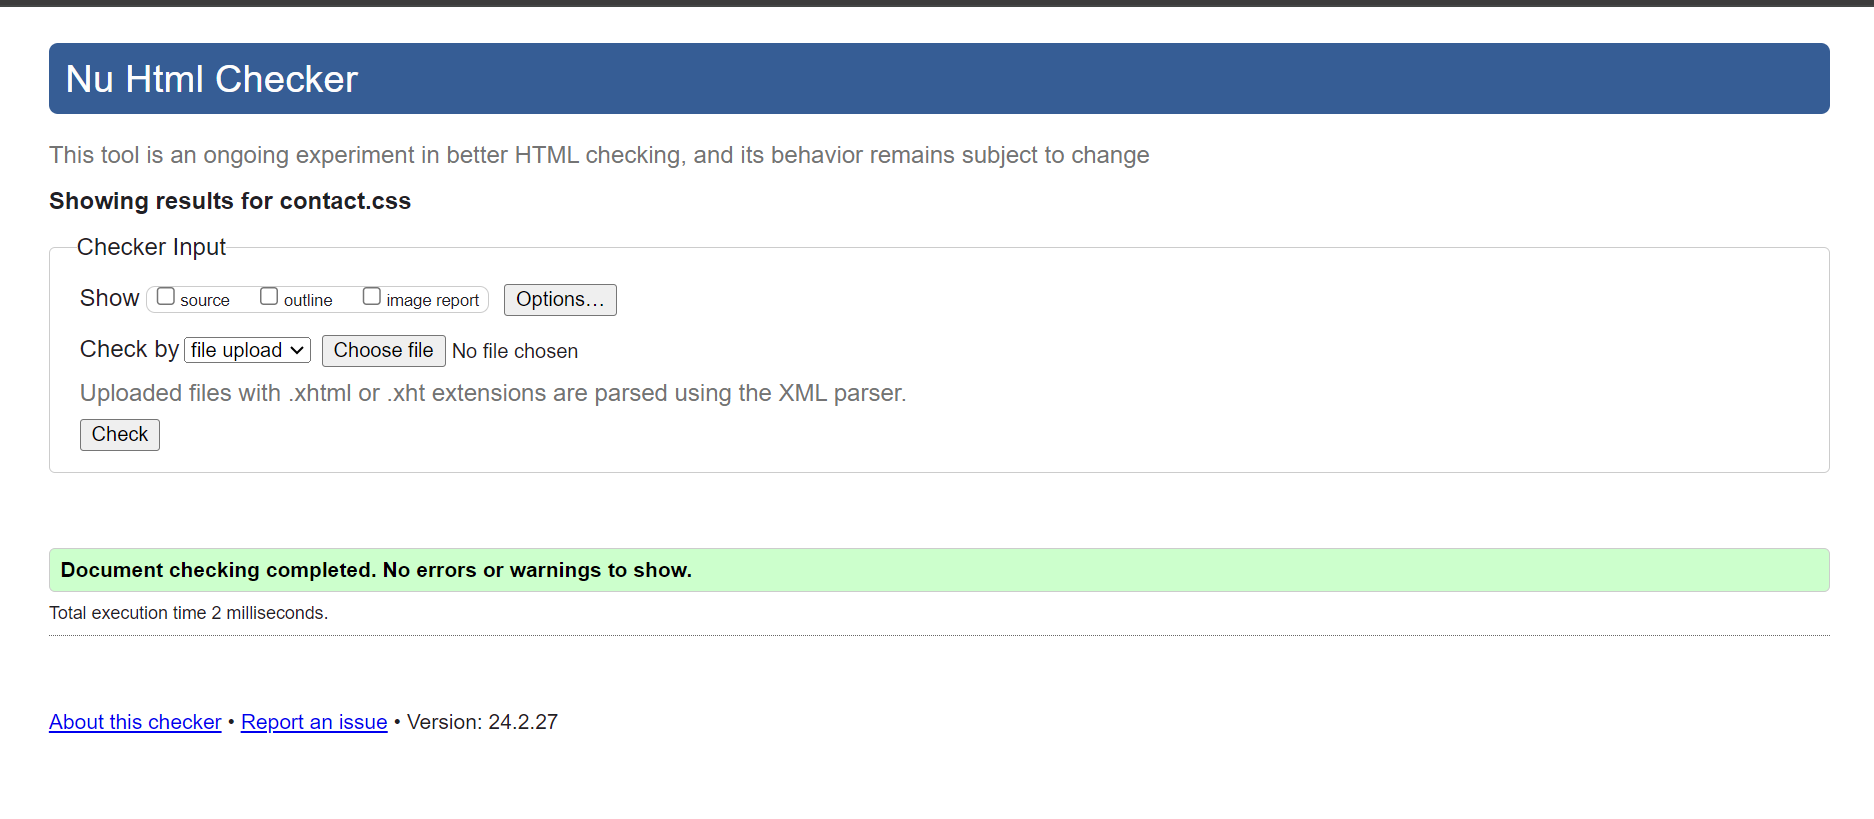 Nu Html Checker
This tool is an ongoing experiment in better HTML checking, and its behavior remains subject to change
Showing results for contact.css
Checker Input
Show source outline image report Options…
Check by file upload Choose file No file chosen
Uploaded files with .xhtml or .xht extensions are parsed using the XML parser.
Check
Document checking completed. No errors or warnings to show.
Total execution time 2 milliseconds.
About this checker • Report an issue • Version: 24.2.27